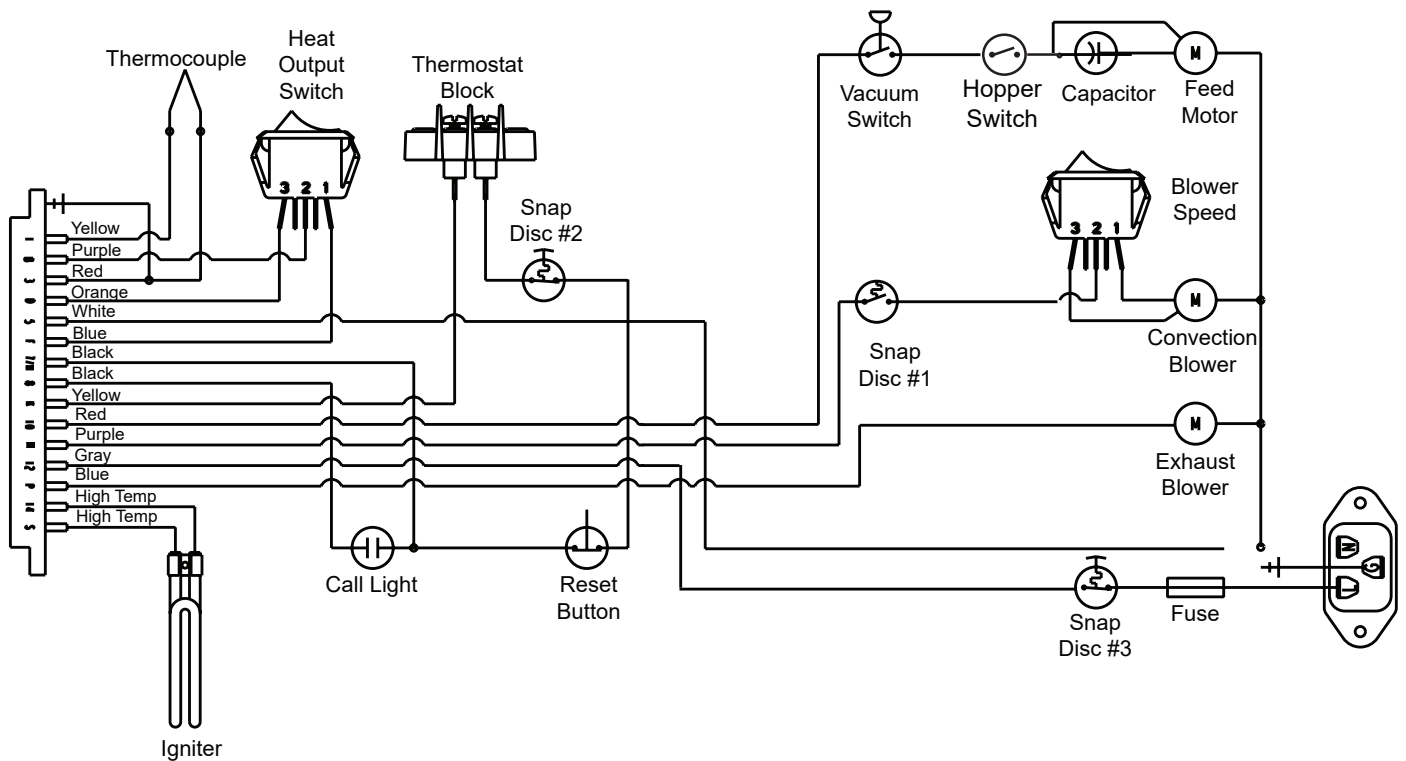 Thermocouple
Heat
Output
Switch
Thermostat
Block
Vacuum
Switch
Hopper
Switch
Capacitor
M
Feed
Motor
3 2 1
Snap
Disc #2
Blower
Speed
3 2 1
Yellow
Purple
Red
Orange
White
Blue
Black
Black
Yellow
Red
Purple
Gray
Blue
High Temp
High Temp
Snap
Disc #1
M
Convection
Blower
M
Exhaust
Blower
Call Light
Reset
Button
Snap
Disc #3
Fuse
N
G
L
Igniter